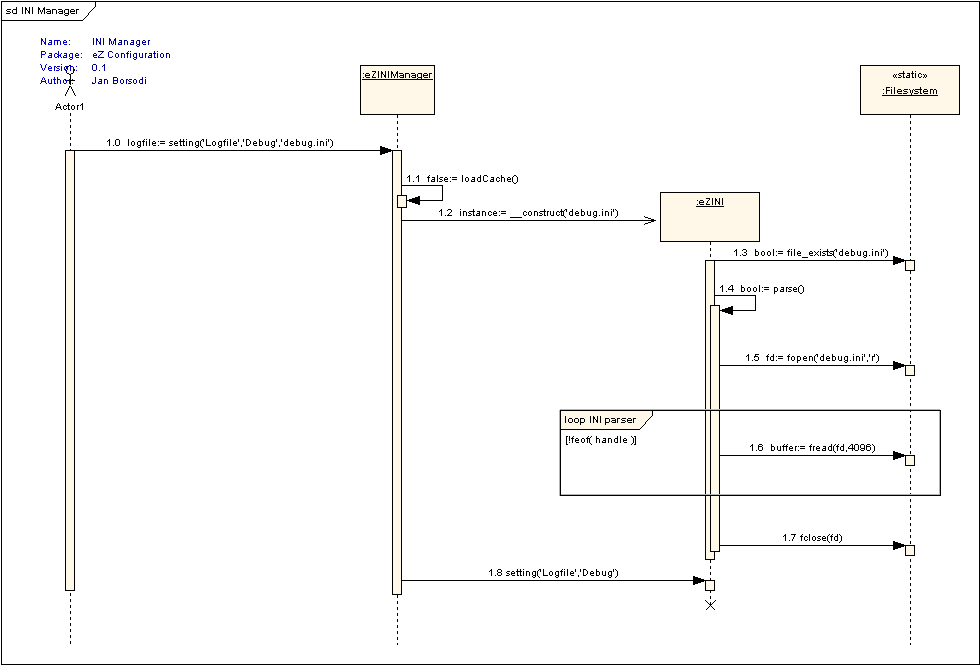 sd INI Manager
Name: INI Manager
Package: eZ Configuration
Version: 0.1
Author: Jan Borsodi
Actor1
:eZINIManager
«static»
:Filesystem
1.0 logfile:= setting('Logfile','Debug','debug.ini')
1.1 false:= loadCache()
:eZINI
1.2 instance:= __construct('debug.ini')
1.3 bool:= file_exists('debug.ini')
1.4 bool:= parse()
1.5 fd:= fopen('debug.ini','r')
loop INI parser
[!feof( handle )]
1.6 buffer:= fread(fd,4096)
1.7 fclose(fd)
1.8 setting('Logfile','Debug')